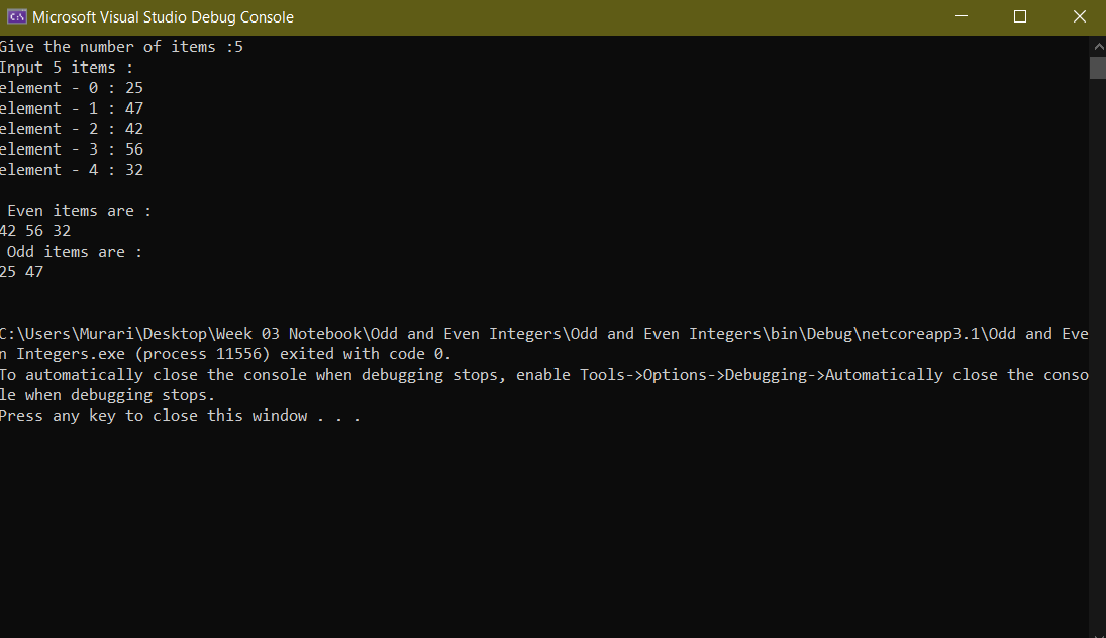 Microsoft Visual Studio Debug Console
Give the number of items :5
Input 5 items :
element - 0 : 25
element - 1 : 47
element - 2 : 42
element - 3 : 56
element - 4 : 32
Even items are :
42 56 32
Odd items are :
25 47
C:\Users\Murari\Desktop\Week 03 Notebook\Odd and Even Integers\Odd and Even Integers\bin\Debug\netcoreapp3.1\Odd and Eve
n Integers.exe (process 11556) exited with code 0.
To automatically close the console when debugging stops, enable Tools->Options->Debugging->Automatically close the conso
le when debugging stops.
Press any key to close this window . . .